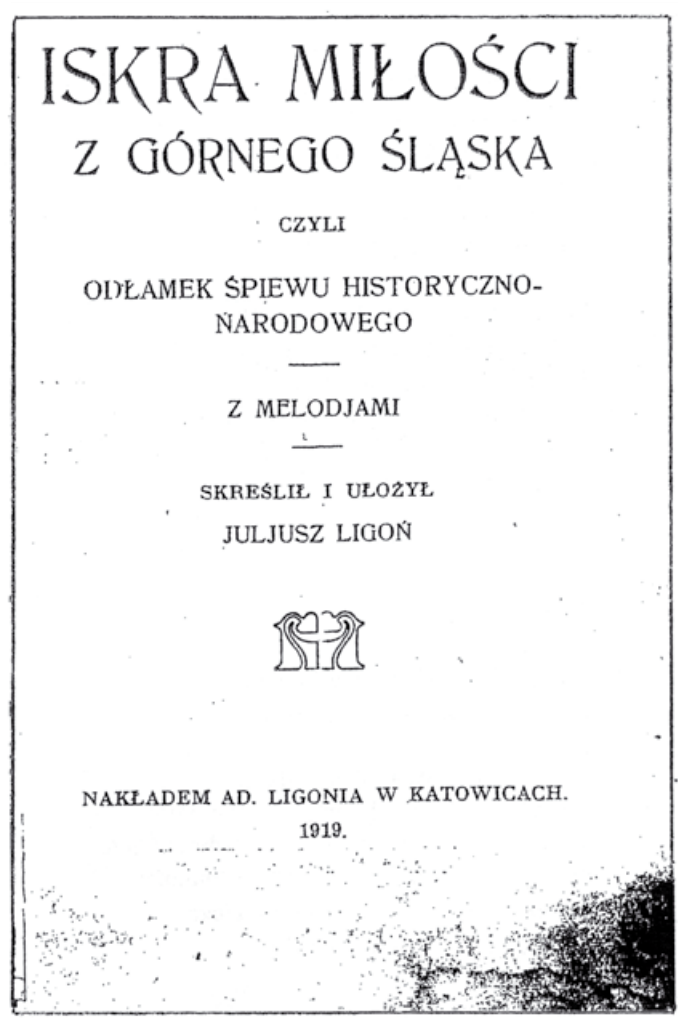 ISKRA MIŁOŚCI
Z GÓRNEGO ŚLĄSKA
CZYLI
ODŁAMEK ŚPIEWU HISTORYCZNO-
NARODOWEGO
Z MELODJAMI
SKREŚLIŁ I UŁOŻYŁ
JULJUSZ LIGOŃ
NAKŁADEM AD. LIGONIA W KATOWICACH.
1919.